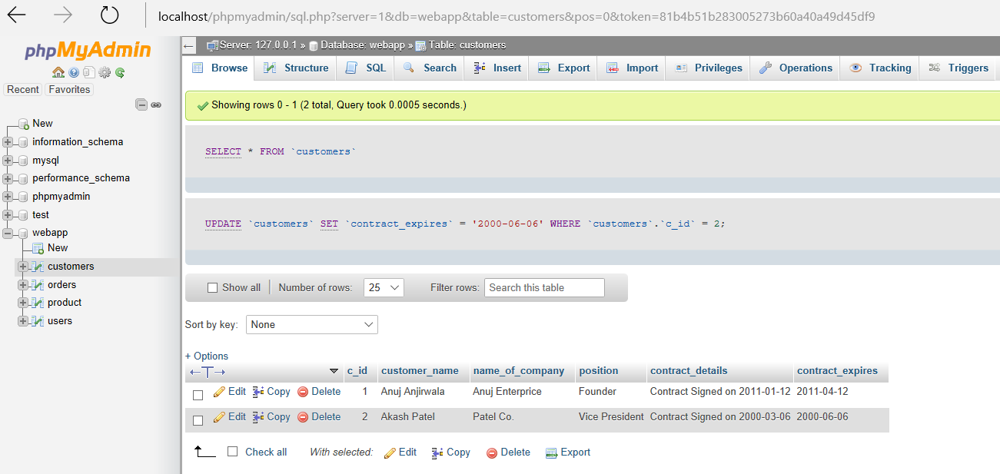 localhost/phpmyadmin/sql.php?server=1&db=webapp&table=customers&pos=0&token=81b4b51b283005273b60a40a49d45df9
phpMyAdmin
Recent Favorites
New
information_schema
mysql
performance_schema
phpmyadmin
test
webapp
New
customers
orders
product
users
Server: 127.0.0.1 » Database: webapp » Table: customers
Browse Structure SQL Search Insert Export Import Privileges Operations Tracking Triggers
Showing rows 0 - 1 (2 total, Query took 0.0005 seconds.)
SELECT * FROM `customers`
UPDATE `customers` SET `contract_expires` = '2000-06-06' WHERE `customers`.`c_id` = 2;
Show all Number of rows: 25 Filter rows: Search this table
Sort by key: None
+ Options
c_id customer_name name_of_company position contract_details contract_expires
Edit Copy Delete 1 Anuj Anjirwala Anuj Enterprice Founder Contract Signed on 2011-01-12 2011-04-12
Edit Copy Delete 2 Akash Patel Patel Co. Vice President Contract Signed on 2000-03-06 2000-06-06
Check all With selected: Edit Copy Delete Export